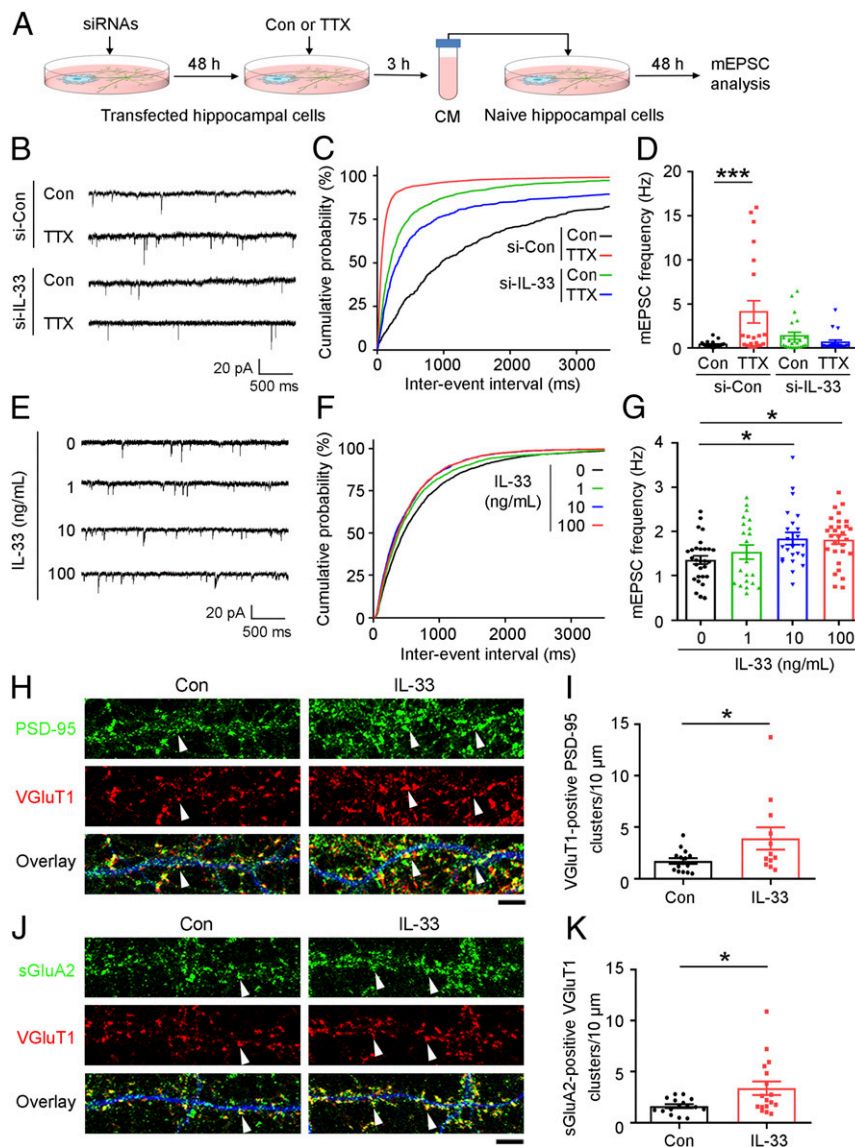 A
siRNAs
Con or TTX
48 h
3 h
48 h
mEPSC
analysis
Transfected hippocampal cells
CM
Naive hippocampal cells
B
si-Con
Con
TTX
si-IL-33
Con
TTX
20 pA
500 ms
C
Cumulative probability (%)
100
75
50
25
0
1000
2000
3000
Inter-event interval (ms)
si-Con
Con
TTX
si-IL-33
Con
TTX
D
mEPSC frequency (Hz)
20
15
10
5
0
***
Con
TTX
Con
TTX
si-Con
si-IL-33
E
IL-33 (ng/mL)
0
1
10
100
20 pA
500 ms
F
Cumulative probability (%)
100
75
50
25
0
1000
2000
3000
Inter-event interval (ms)
IL-33
(ng/mL)
0
1
10
100
G
mEPSC frequency (Hz)
4
3
2
1
0
*
*
0
1
10
100
IL-33 (ng/mL)
H
Con
IL-33
PSD-95
VGluT1
Overlay
I
VGluT1-postive PSD-95
clusters/10 µm
15
10
5
0
*
Con
IL-33
J
Con
IL-33
sGluA2
VGluT1
Overlay
K
sGluA2-positive VGluT1
clusters/10 µm
15
10
5
0
*
Con
IL-33